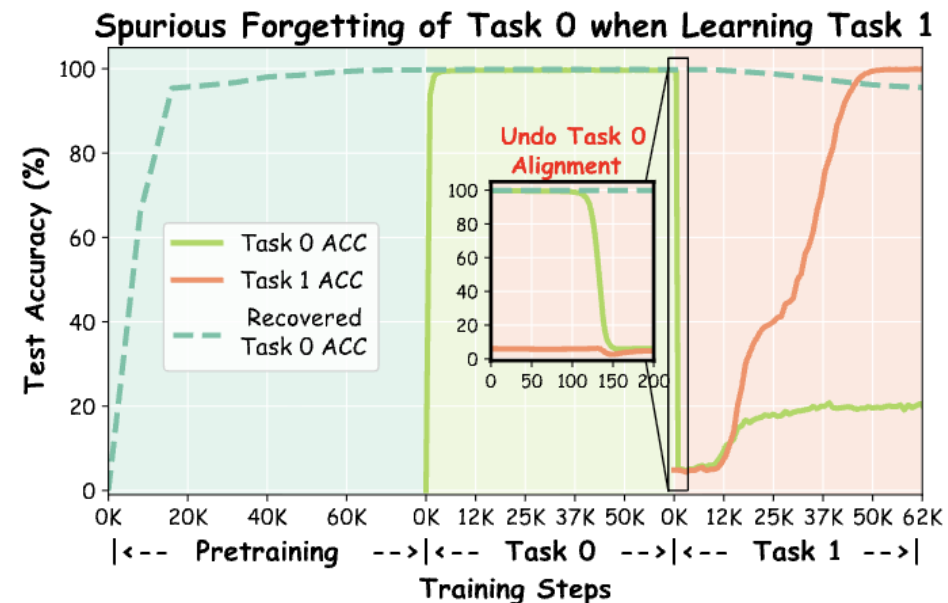 Spurious Forgetting of Task 0 when Learning Task 1
Test Accuracy (%)
100
80
60
40
20
0
Task 0 ACC
Task 1 ACC
Recovered
Task 0 ACC
Undo Task 0
Alignment
100
80
60
40
20
0
0 50 100 150 200
0K 20K 40K 60K 0K 12K 25K 37K 50K 0K 12K 25K 37K 50K 62K
|<-- Pretraining -->|<-- Task 0 -->|<-- Task 1 -->|
Training Steps